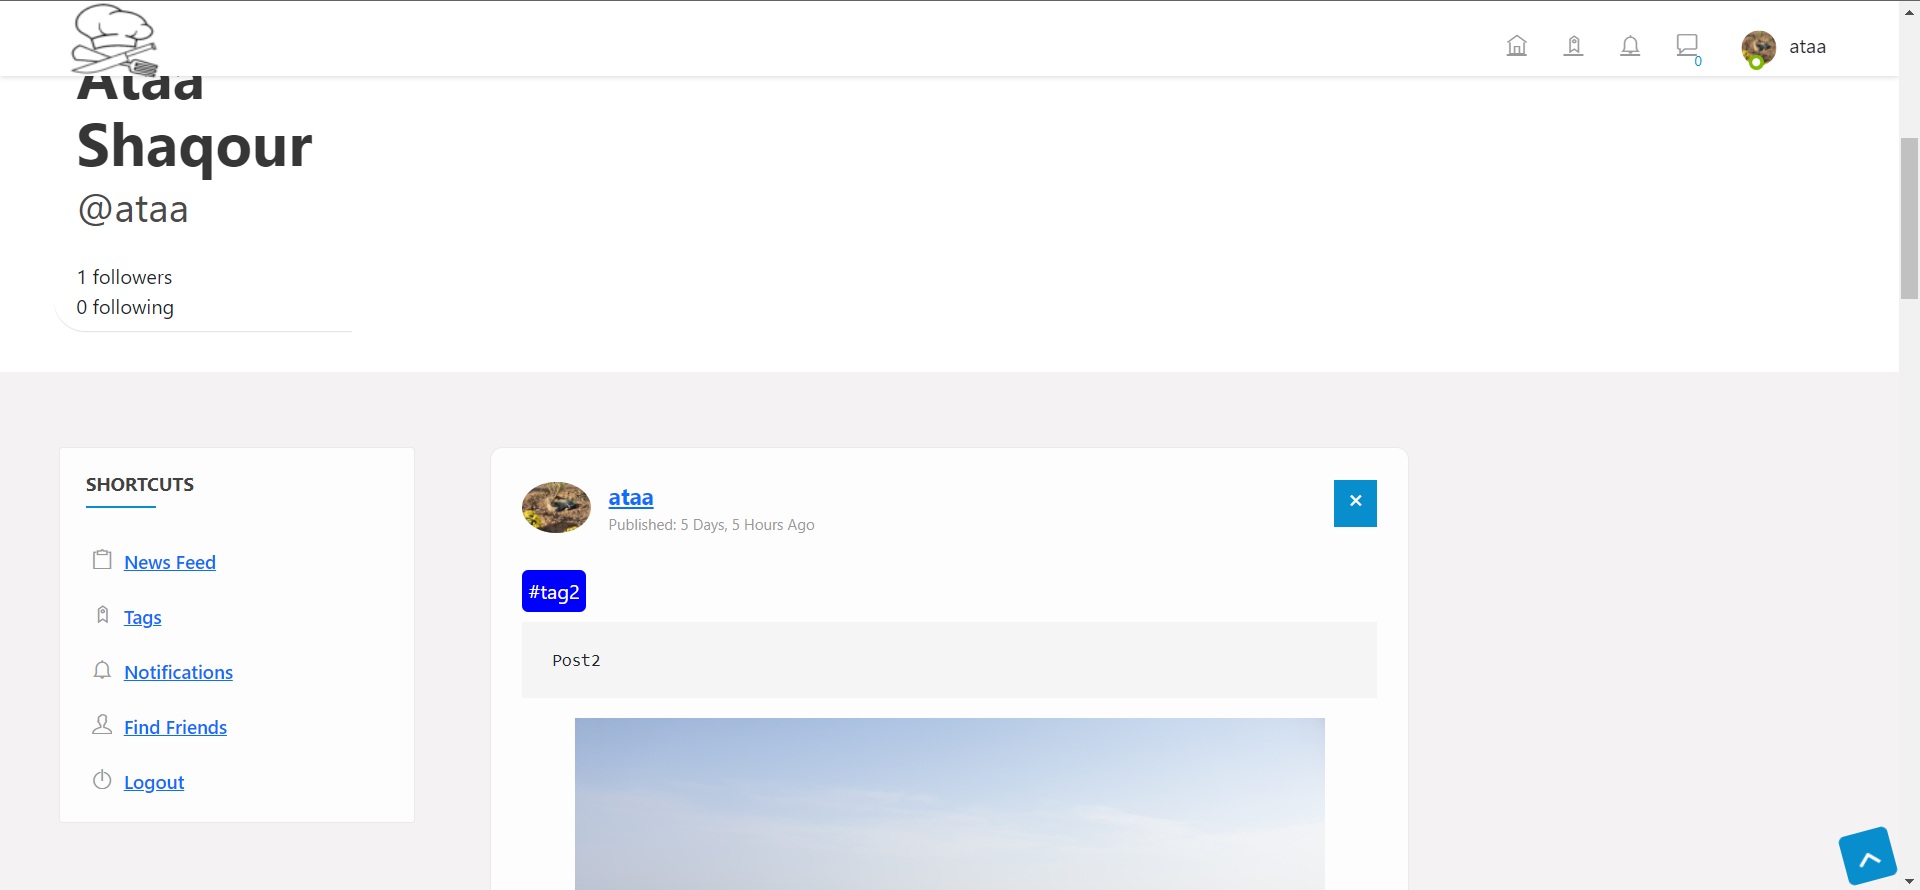 0
ataa
Ataa
Shaqour
@ataa
1 followers
0 following
SHORTCUTS
News Feed
Tags
Notifications
Find Friends
Logout
ataa
Published: 5 Days, 5 Hours Ago
#tag2
Post2